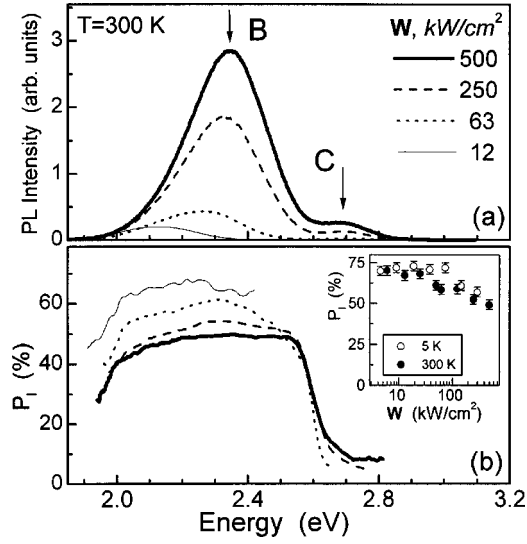 T=300 K
B
W, kW/cm²
500
250
63
12
C
PL Intensity (arb. units)
3
2
1
0
(a)
P_l (%)
60
40
20
0
P_l (%)
75
50
25
0
5 K
300 K
10
100
W (kW/cm²)
(b)
2.0
2.4
2.8
3.2
Energy (eV)